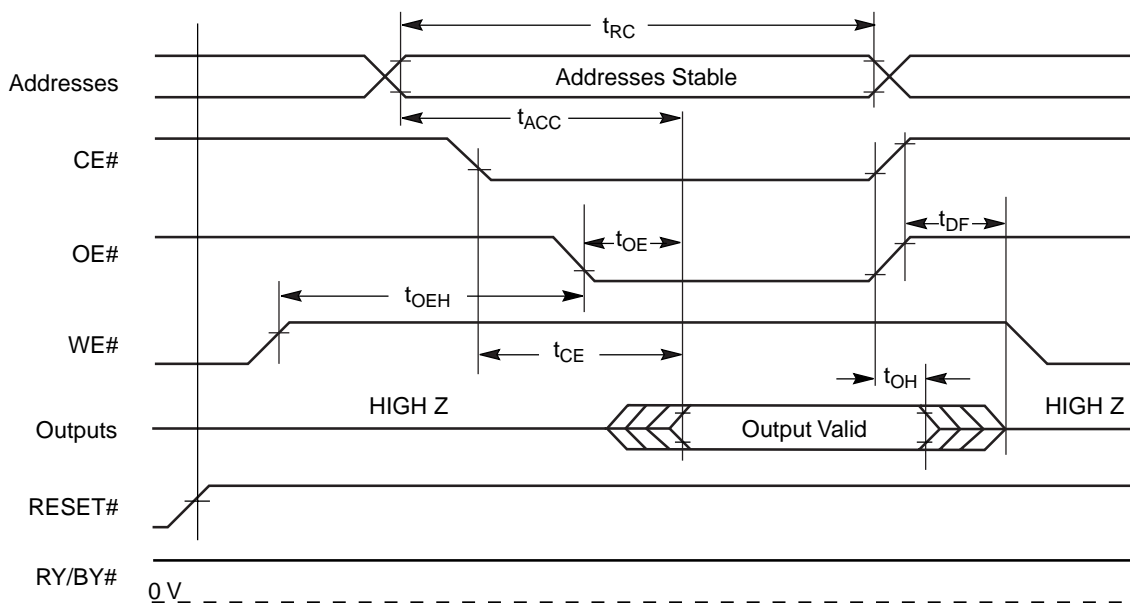 tRC
Addresses
Addresses Stable
tACC
CE#
tDF
OE#
tOE
tOEH
WE#
tCE
tOH
HIGH Z
HIGH Z
Outputs
Output Valid
RESET#
RY/BY#
0 V